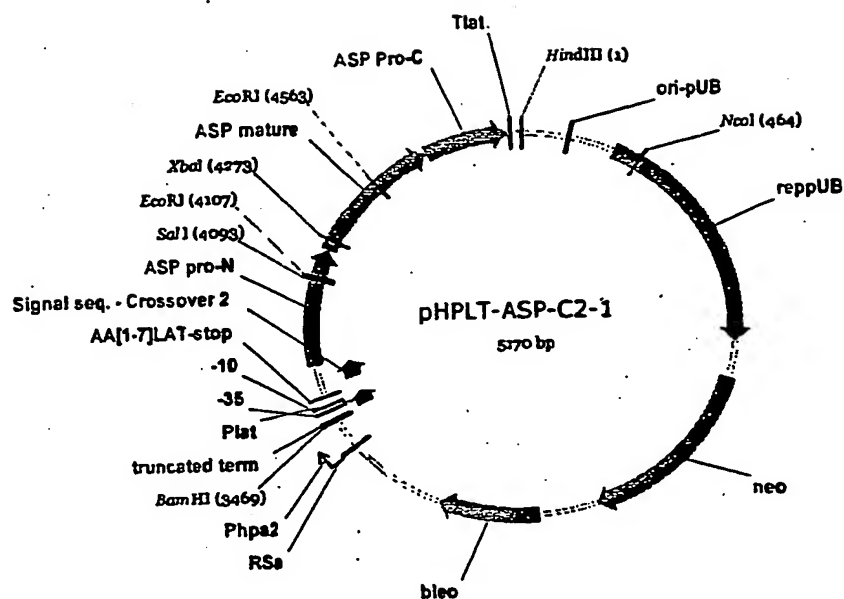 Tlat.
HindIII (1)
ASP Pro-C
ori-pUB
EcoRI (4563)
NcoI (464)
ASP mature
XbaI (4273)
reppUB
EcoRI (4107)
SalI (4093)
ASP pro-N
Signal seq. - Crossover 2
pHPLT-ASP-C2-1
AA[1-7]LAT-stop
5170 bp
-10
-35
Plat
truncated term
BamHI (3469)
neo
Phpa2
RSa
bleo